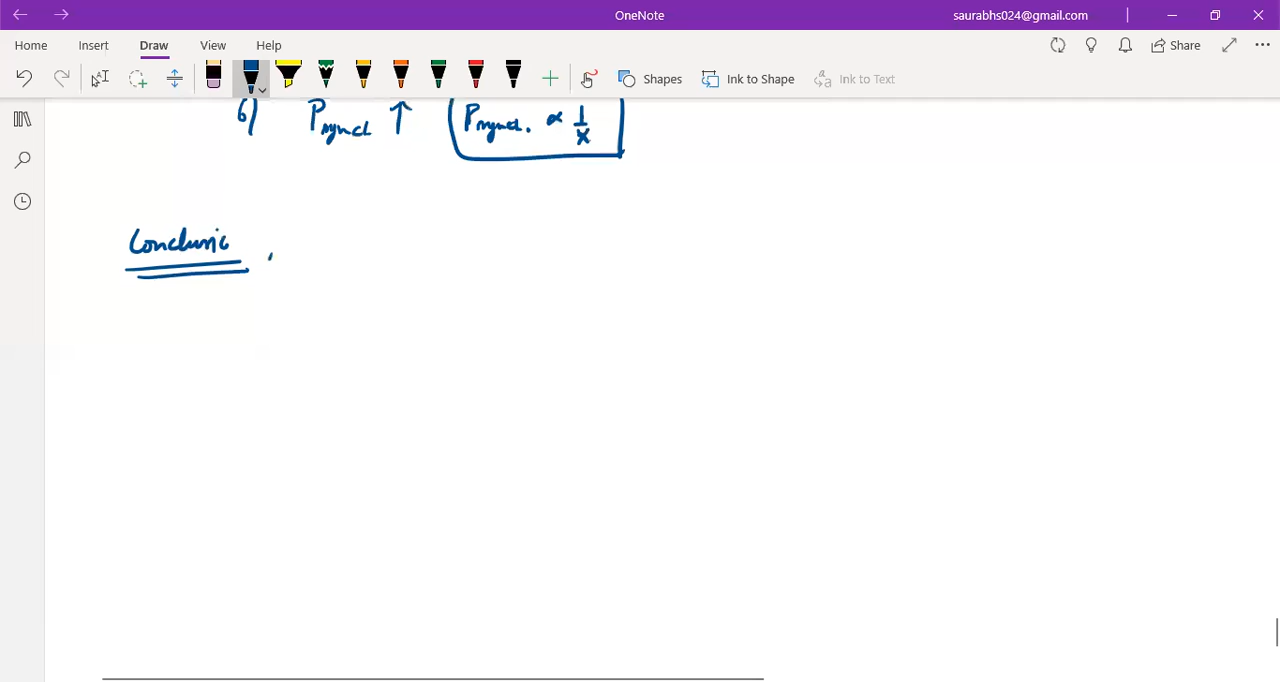 OneNote
saurabhs024@gmail.com
Home Insert Draw View Help
Share
Shapes
Ink to Shape
Ink to Text
6) Psynch ↑ Psynch. ∝ 1/X
Conclusio